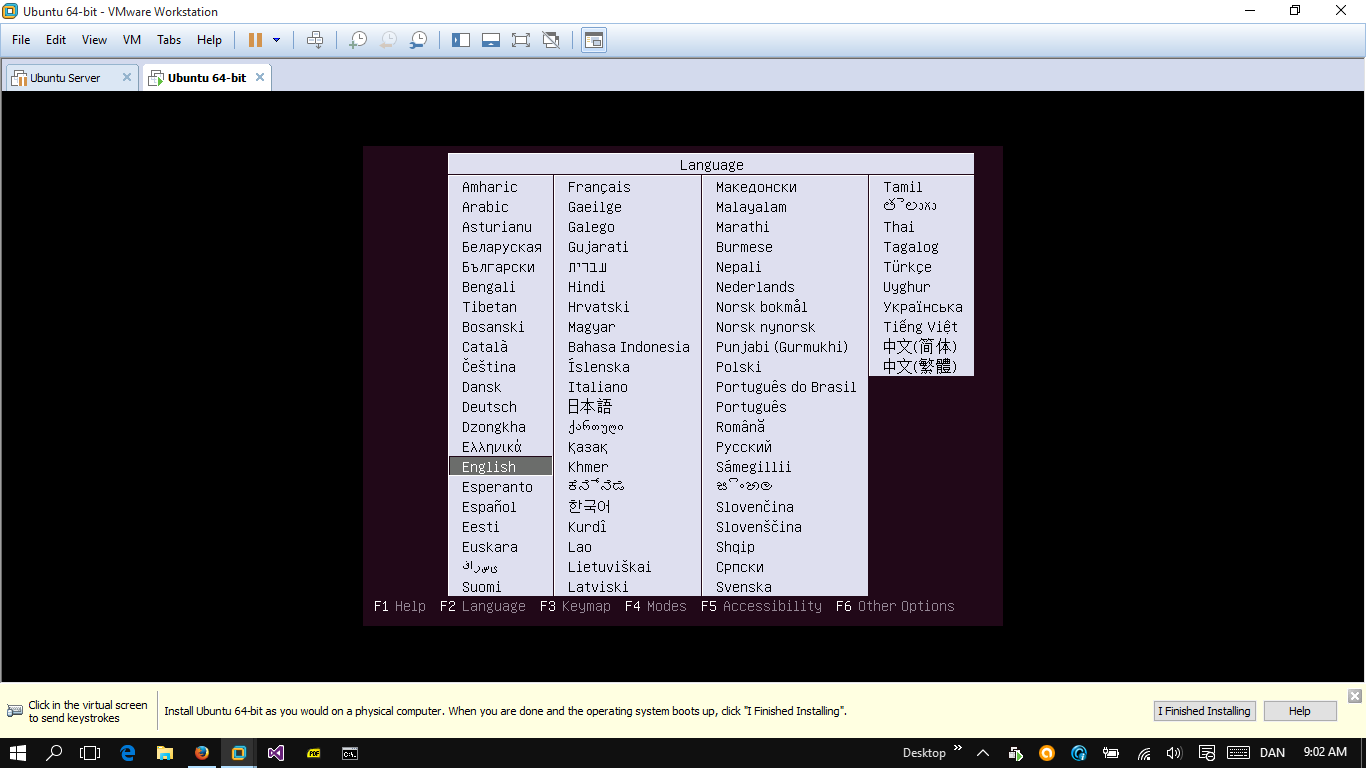 Ubuntu 64-bit - VMware Workstation
File Edit View VM Tabs Help
Ubuntu Server
Ubuntu 64-bit
Language
Amharic
Arabic
Asturianu
Беларуская
Български
Bengali
Tibetan
Bosanski
Català
Čeština
Dansk
Deutsch
Dzongkha
Ελληνικά
English
Esperanto
Español
Eesti
Euskara
ﻰﺳﺭﺎﻓ
Suomi
Français
Gaeilge
Galego
Gujarati
עברית
Hindi
Hrvatski
Magyar
Bahasa Indonesia
Íslenska
Italiano
日本語
ქართული
Қазақ
Khmer
ಕನ್ನಡ
한국어
Kurdî
Lao
Lietuviškai
Latviski
Македонски
Malayalam
Marathi
Burmese
Nepali
Nederlands
Norsk bokmål
Norsk nynorsk
Punjabi (Gurmukhi)
Polski
Português do Brasil
Português
Română
Русский
Sámegillii
සිංහල
Slovenčina
Slovenščina
Shqip
Српски
Svenska
Tamil
తెలుగు
Thai
Tagalog
Türkçe
Uyghur
Українська
Tiếng Việt
中文(简体)
中文(繁體)
F1 Help F2 Language F3 Keymap F4 Modes F5 Accessibility F6 Other Options
Click in the virtual screen
to send keystrokes
Install Ubuntu 64-bit as you would on a physical computer. When you are done and the operating system boots up, click "I Finished Installing".
I Finished Installing
Help
Desktop
DAN
9:02 AM